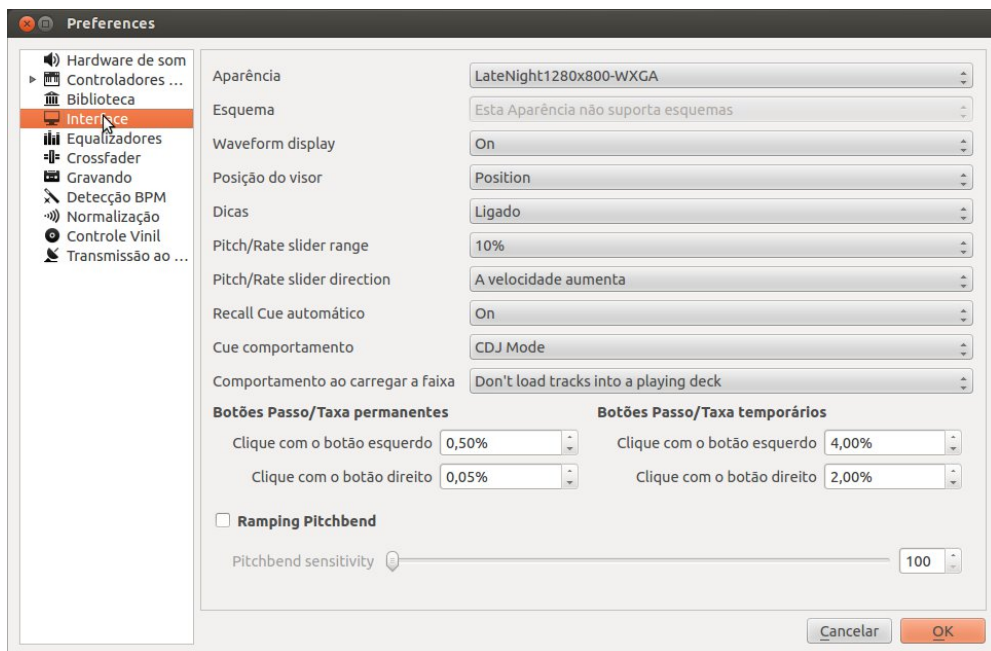 Preferences
Hardware de som
Controladores ...
Biblioteca
Interface
Equalizadores
Crossfader
Gravando
Detecção BPM
Normalização
Controle Vinil
Transmissão ao ...
Aparência LateNight1280x800-WXGA
Esquema Esta Aparência não suporta esquemas
Waveform display On
Posição do visor Position
Dicas Ligado
Pitch/Rate slider range 10%
Pitch/Rate slider direction A velocidade aumenta
Recall Cue automático On
Cue comportamento CDJ Mode
Comportamento ao carregar a faixa Don't load tracks into a playing deck
Botões Passo/Taxa permanentes Botões Passo/Taxa temporários
Clique com o botão esquerdo 0,50% Clique com o botão esquerdo 4,00%
Clique com o botão direito 0,05% Clique com o botão direito 2,00%
Ramping Pitchbend
Pitchbend sensitivity 100
Cancelar OK